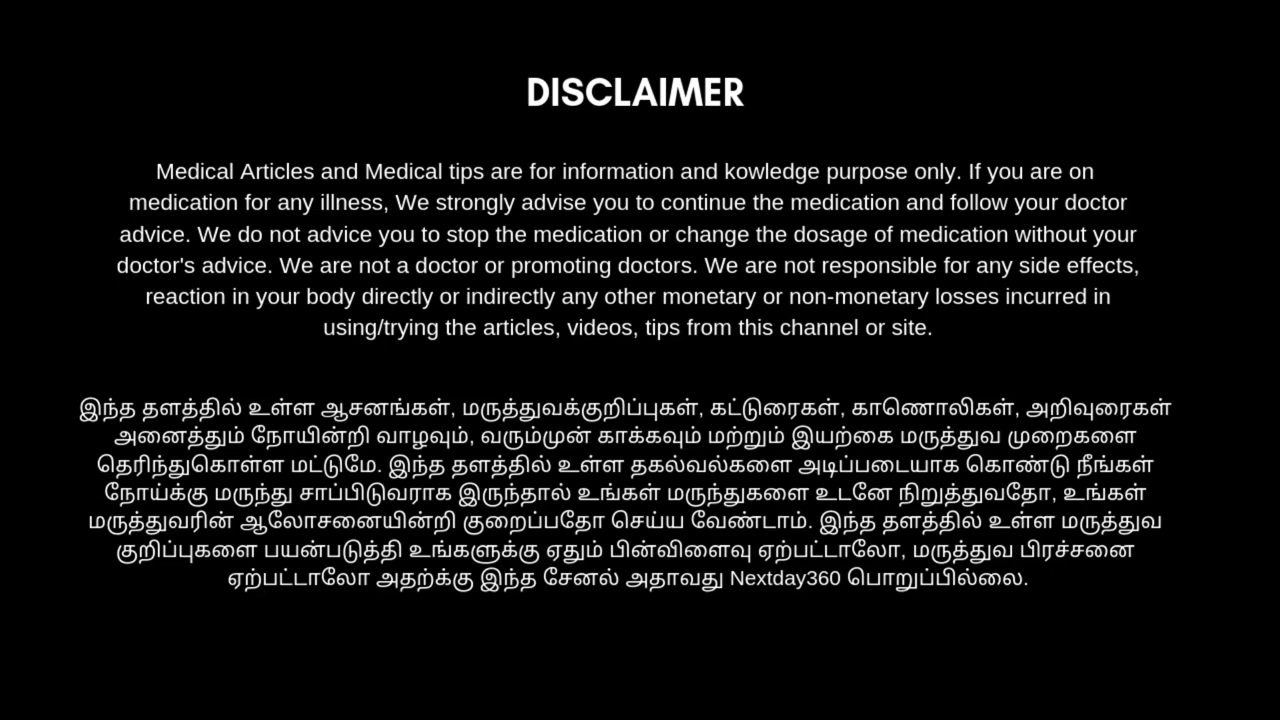 DISCLAIMER
Medical Articles and Medical tips are for information and kowledge purpose only. If you are on
medication for any illness, We strongly advise you to continue the medication and follow your doctor
advice. We do not advice you to stop the medication or change the dosage of medication without your
doctor's advice. We are not a doctor or promoting doctors. We are not responsible for any side effects,
reaction in your body directly or indirectly any other monetary or non-monetary losses incurred in
using/trying the articles, videos, tips from this channel or site.
இந்த தளத்தில் உள்ள ஆசனங்கள், மருத்துவக்குறிப்புகள், கட்டுரைகள், காணொலிகள், அறிவுரைகள்
அனைத்தும் நோயின்றி வாழவும், வரும்முன் காக்கவும் மற்றும் இயற்கை மருத்துவ முறைகளை
தெரிந்துகொள்ள மட்டுமே. இந்த தளத்தில் உள்ள தகல்வல்களை அடிப்படையாக கொண்டு நீங்கள்
நோய்க்கு மருந்து சாப்பிடுவராக இருந்தால் உங்கள் மருந்துகளை உடனே நிறுத்துவதோ, உங்கள்
மருத்துவரின் ஆலோசனையின்றி குறைப்பதோ செய்ய வேண்டாம். இந்த தளத்தில் உள்ள மருத்துவ
குறிப்புகளை பயன்படுத்தி உங்களுக்கு ஏதும் பின்விளைவு ஏற்பட்டாலோ, மருத்துவ பிரச்சனை
ஏற்பட்டாலோ அதற்க்கு இந்த சேனல் அதாவது Nextday360 பொறுப்பில்லை.